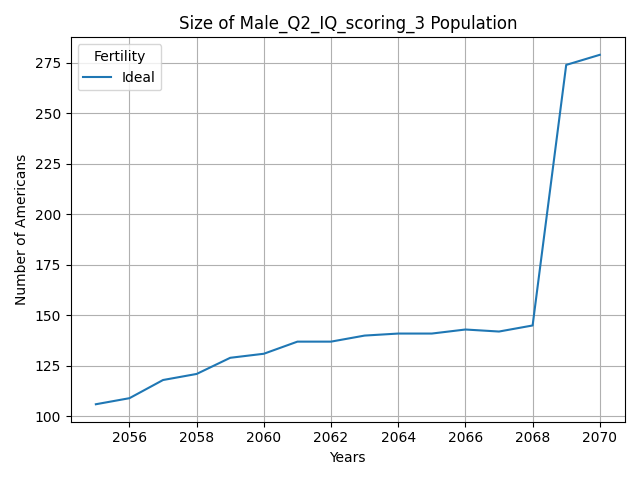 Size of Male_Q2_IQ_scoring_3 Population
Fertility
Ideal
Number of Americans
275
250
225
200
175
150
125
100
2056 2058 2060 2062 2064 2066 2068 2070
Years